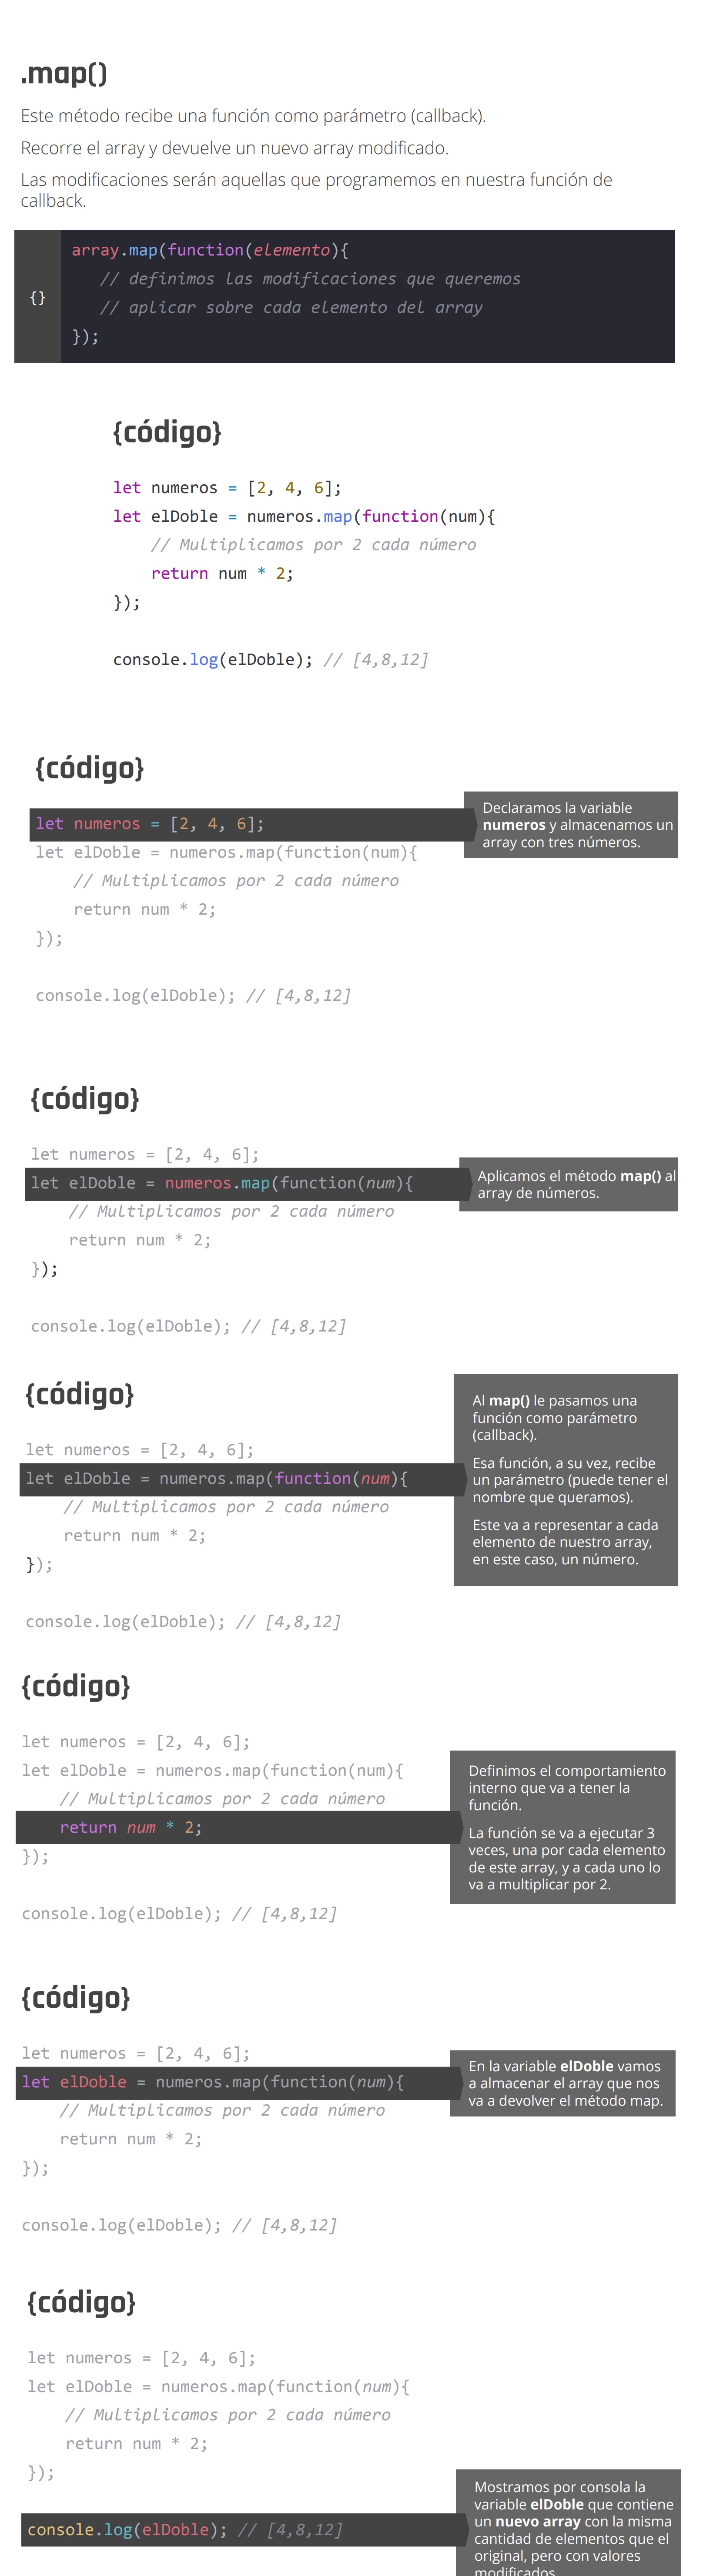 .map()
Este método recibe una función como parámetro (callback).
Recorre el array y devuelve un nuevo array modificado.
Las modificaciones serán aquellas que programemos en nuestra función de
callback.
{}
array.map(function(elemento){
// definimos las modificaciones que queremos
// aplicar sobre cada elemento del array
});
{código}
let numeros = [2, 4, 6];
let elDoble = numeros.map(function(num){
// Multiplicamos por 2 cada número
return num * 2;
});
console.log(elDoble); // [4,8,12]
{código}
let numeros = [2, 4, 6];
let elDoble = numeros.map(function(num){
// Multiplicamos por 2 cada número
return num * 2;
});
console.log(elDoble); // [4,8,12]
Declaramos la variable
numeros y almacenamos un
array con tres números.
{código}
let numeros = [2, 4, 6];
let elDoble = numeros.map(function(num){
// Multiplicamos por 2 cada número
return num * 2;
});
console.log(elDoble); // [4,8,12]
Aplicamos el método map() al
array de números.
{código}
let numeros = [2, 4, 6];
let elDoble = numeros.map(function(num){
// Multiplicamos por 2 cada número
return num * 2;
});
console.log(elDoble); // [4,8,12]
Al map() le pasamos una
función como parámetro
(callback).
Esa función, a su vez, recibe
un parámetro (puede tener el
nombre que queramos).
Este va a representar a cada
elemento de nuestro array,
en este caso, un número.
{código}
let numeros = [2, 4, 6];
let elDoble = numeros.map(function(num){
// Multiplicamos por 2 cada número
return num * 2;
});
console.log(elDoble); // [4,8,12]
Definimos el comportamiento
interno que va a tener la
función.
La función se va a ejecutar 3
veces, una por cada elemento
de este array, y a cada uno lo
va a multiplicar por 2.
{código}
let numeros = [2, 4, 6];
let elDoble = numeros.map(function(num){
// Multiplicamos por 2 cada número
return num * 2;
});
console.log(elDoble); // [4,8,12]
En la variable elDoble vamos
a almacenar el array que nos
va a devolver el método map.
{código}
let numeros = [2, 4, 6];
let elDoble = numeros.map(function(num){
// Multiplicamos por 2 cada número
return num * 2;
});
console.log(elDoble); // [4,8,12]
Mostramos por consola la
variable elDoble que contiene
un nuevo array con la misma
cantidad de elementos que el
original, pero con valores
modificados.